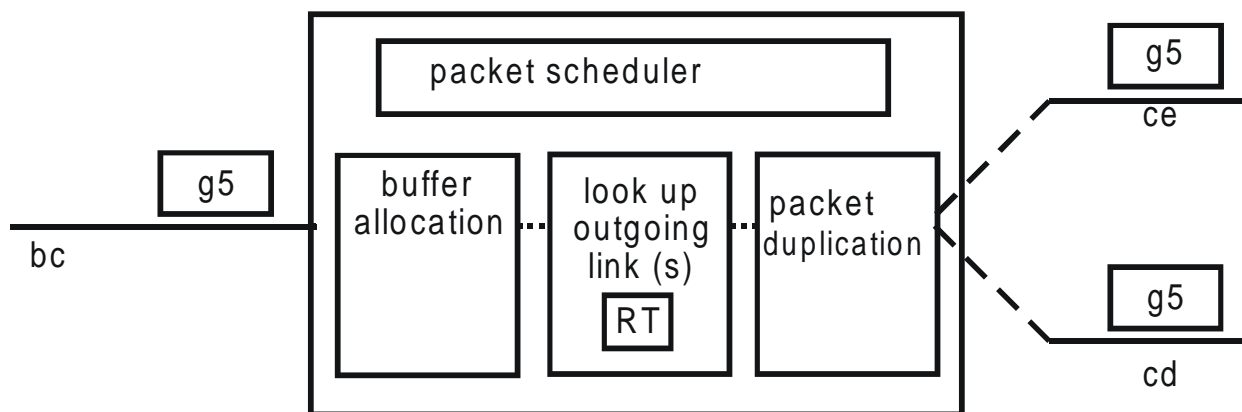 packet scheduler
g5
bc
buffer
allocation
look up
outgoing
link (s)
RT
packet
duplication
g5
ce
g5
cd